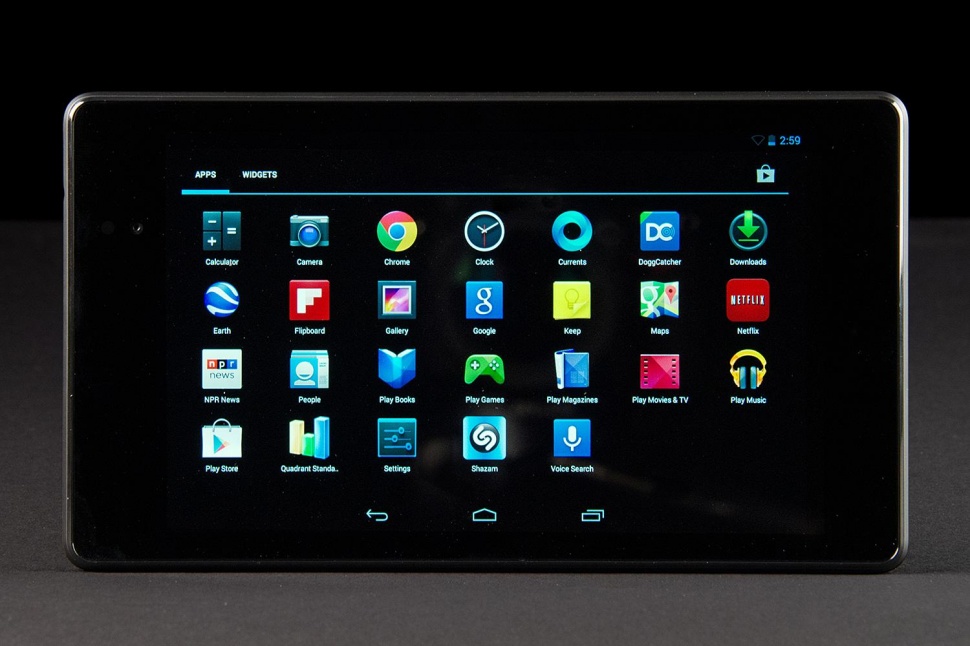 2:59
APPS WIDGETS
Calculator Camera Chrome Clock Currents DoggCatcher Downloads
DC
Earth Flipboard Gallery Google Keep Maps Netflix
g NETFLIX
npr
news
NPR News People Play Books Play Games Play Magazines Play Movies & TV Play Music
Play Store Quadrant Standa.. Settings Shazam Voice Search